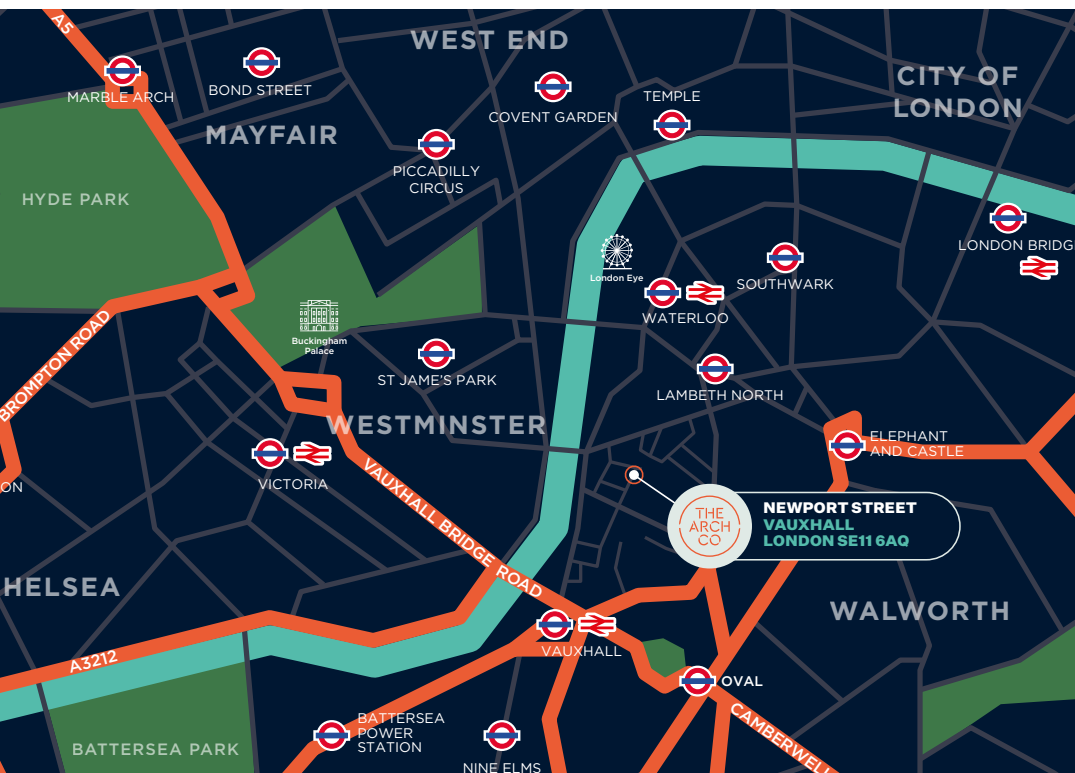 A5
WEST END
MARBLE ARCH
BOND STREET
CITY OF
LONDON
TEMPLE
COVENT GARDEN
MAYFAIR
PICCADILLY
CIRCUS
HYDE PARK
LONDON BRIDG
London Eye
SOUTHWARK
WATERLOO
Buckingham
Palace
BROMPTON ROAD
ST JAME'S PARK
LAMBETH NORTH
WESTMINSTER
ELEPHANT
AND CASTLE
VICTORIA
ON
VAUXHALL BRIDGE ROAD
THE
ARCH
CO
NEWPORT STREET
VAUXHALL
LONDON SE11 6AQ
HELSEA
WALWORTH
A3212
VAUXHALL
OVAL
CAMBERWELL
BATTERSEA
POWER
STATION
BATTERSEA PARK
NINE ELMS